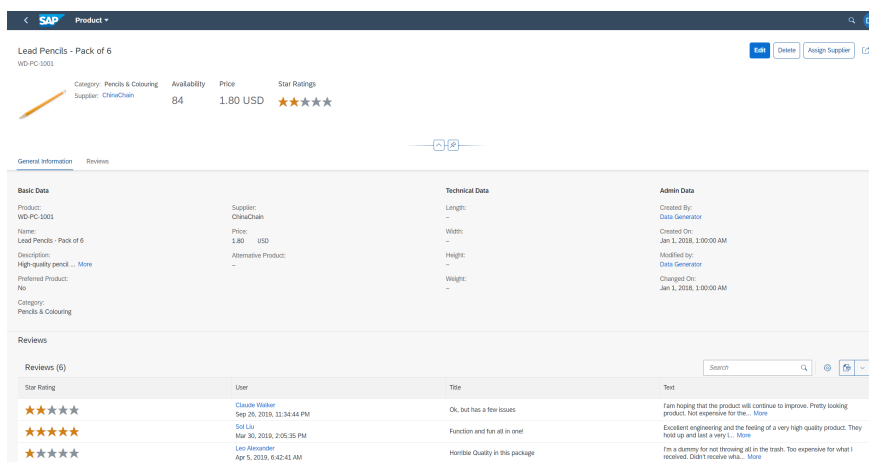 SAP Product
Lead Pencils - Pack of 6
WD-PC-1001
Edit Delete Assign Supplier
Category: Pencils & Colouring
Supplier: ChinaChain
Availability
84
Price
1.80 USD
Star Ratings
General Information Reviews
Basic Data
Product:
WD-PC-1001
Name:
Lead Pencils - Pack of 6
Description:
High-quality pencil ... More
Preferred Product:
No
Category:
Pencils & Colouring
Supplier:
ChinaChain
Price:
1.80 USD
Alternative Product:
–
Technical Data
Length:
–
Width:
–
Height:
–
Weight:
–
Admin Data
Created By:
Data Generator
Created On:
Jan 1, 2018, 1:00:00 AM
Modified by:
Data Generator
Changed On:
Jan 1, 2018, 1:00:00 AM
Reviews
Reviews (6)
Search
Star Rating User Title Text
Claude Walker
Sep 26, 2019, 11:34:44 PM
Ok, but has a few issues
I'am hoping that the product will continue to improve. Pretty looking
product. Not expensive for the... More
Sol Liu
Mar 30, 2019, 2:05:35 PM
Function and fun all in one!
Excellent engineering and the feeling of a very high quality product. They
hold up and last a very l... More
Leo Alexander
Apr 5, 2019, 6:42:41 AM
Horrible Quality in this package
I'm a dummy for not throwing all in the trash. Too expensive for what I
received. Didn't receive wha... More